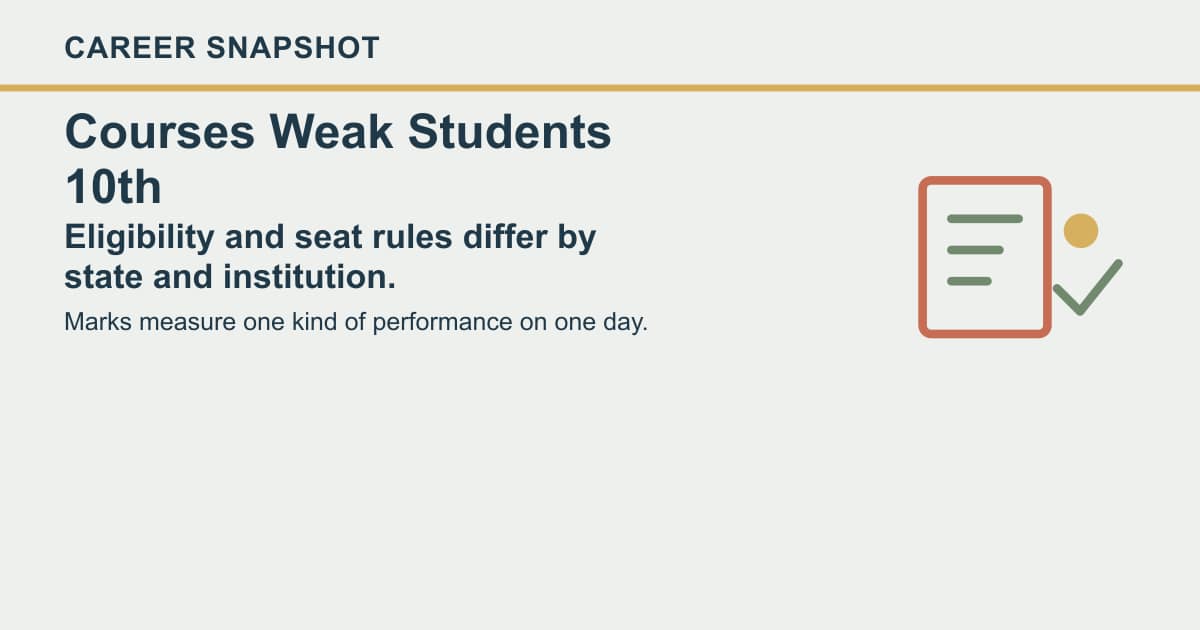 CAREER SNAPSHOT
Courses Weak Students
10th
Eligibility and seat rules differ by
state and institution.
Marks measure one kind of performance on one day.